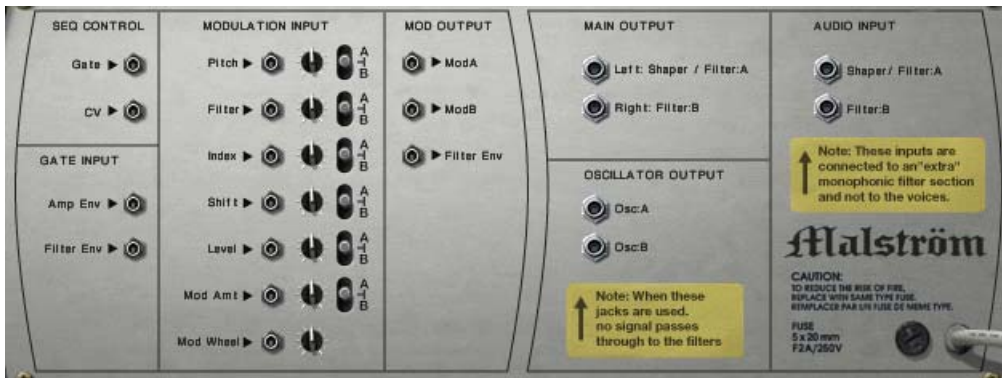 SEQ CONTROL
Gate
CV
GATE INPUT
Amp Env
Filter Env
MODULATION INPUT
Pitch
A
B
Filter
A
B
Index
A
B
Shift
A
B
Level
A
B
Mod Amt
A
B
Mod Wheel
MOD OUTPUT
ModA
ModB
Filter Env
MAIN OUTPUT
Left: Shaper / Filter:A
Right: Filter:B
OSCILLATOR OUTPUT
Osc:A
Osc:B
Note: When these
jacks are used.
no signal passes
through to the filters
AUDIO INPUT
Shaper/ Filter:A
Filter:B
Note: These inputs are
connected to an"extra"
monophonic filter section
and not to the voices.
Malström
CAUTION:
TO REDUCE THE RISK OF FIRE,
REPLACE WITH SAME TYPE FUSE.
REMPLACER PAR UN FUSE DE MEME TYPE.
FUSE
5 x 20 mm
F2A/250V